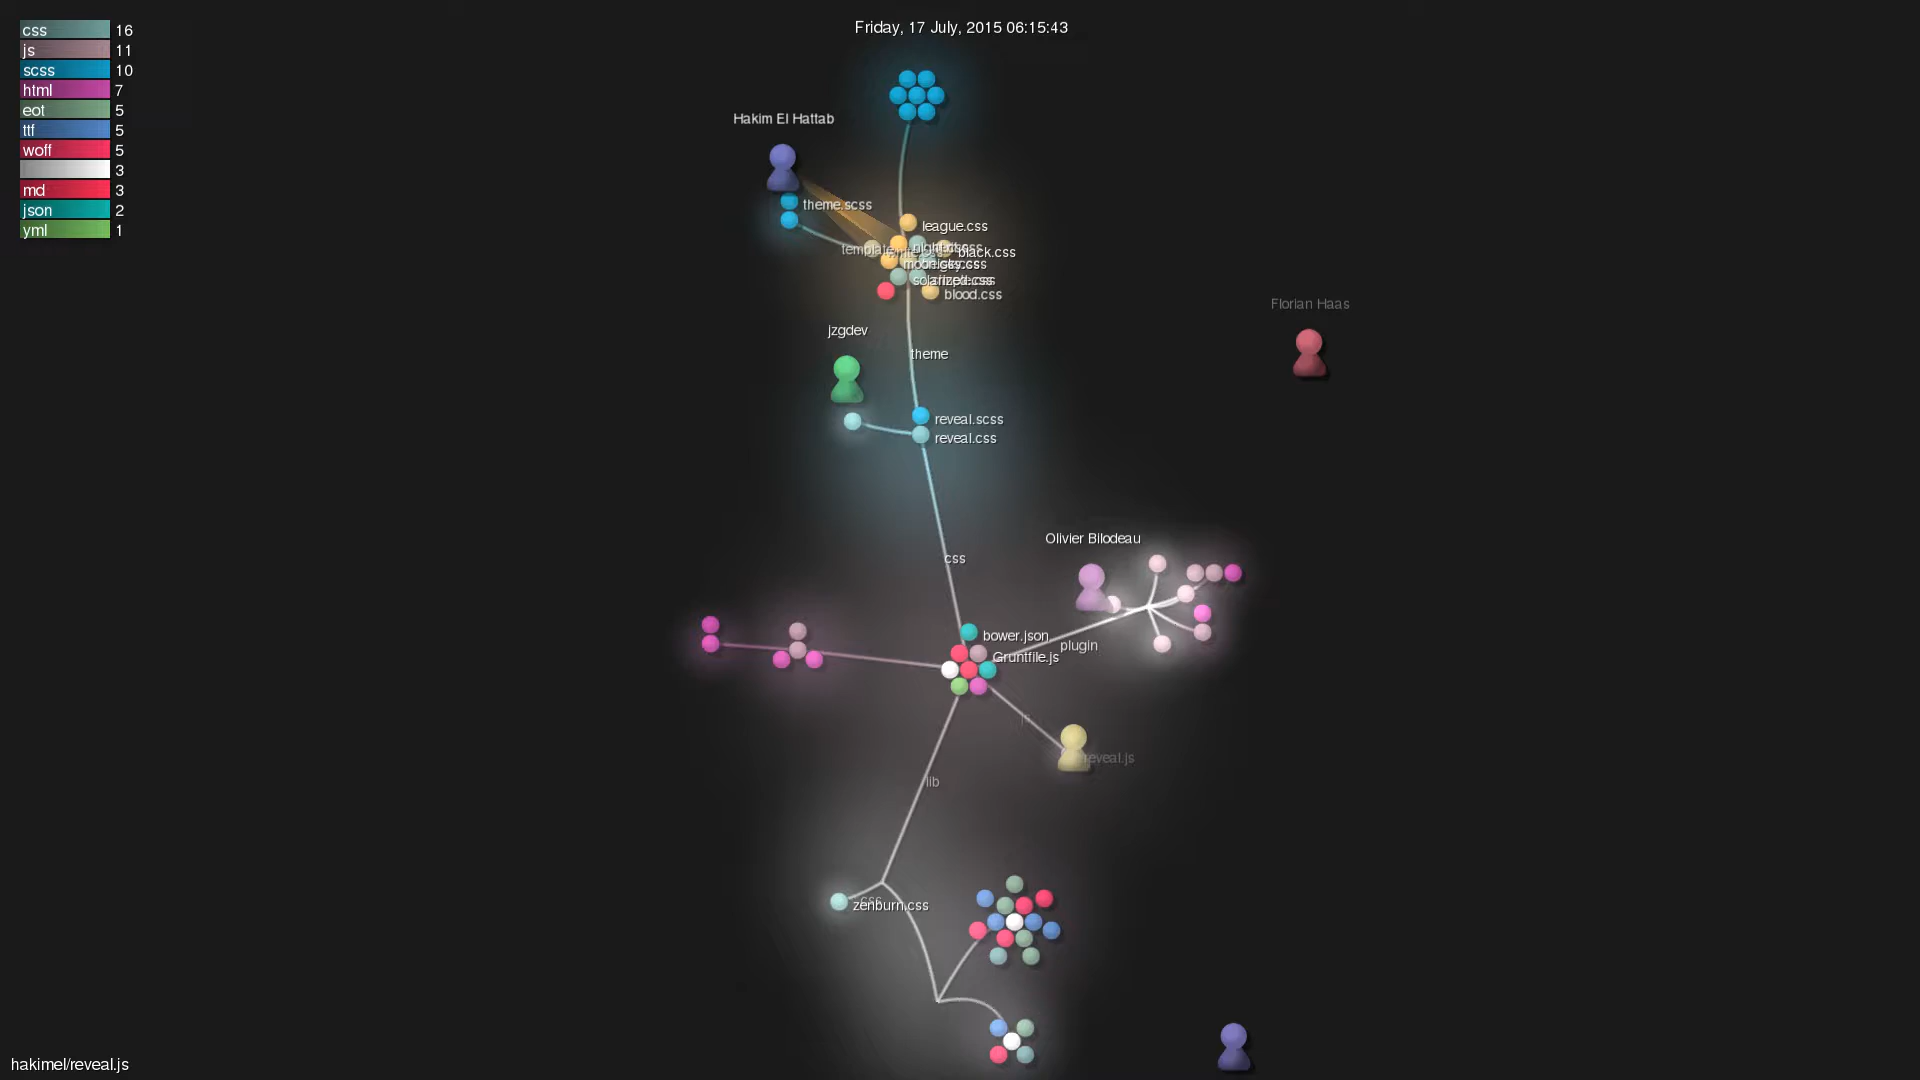 Friday, 17 July, 2015 06:15:43
css 16
js 11
scss 10
html 7
eot 5
ttf 5
woff 5
3
md 3
json 2
yml 1
Hakim El Hattab
theme.scss
league.css
template
black.css
blood.css
Florian Haas
jzgdev
theme
reveal.scss
reveal.css
Olivier Bilodeau
css
bower.json
plugin
Gruntfile.js
js
reveal.js
lib
css
zenburn.css
hakimel/reveal.js